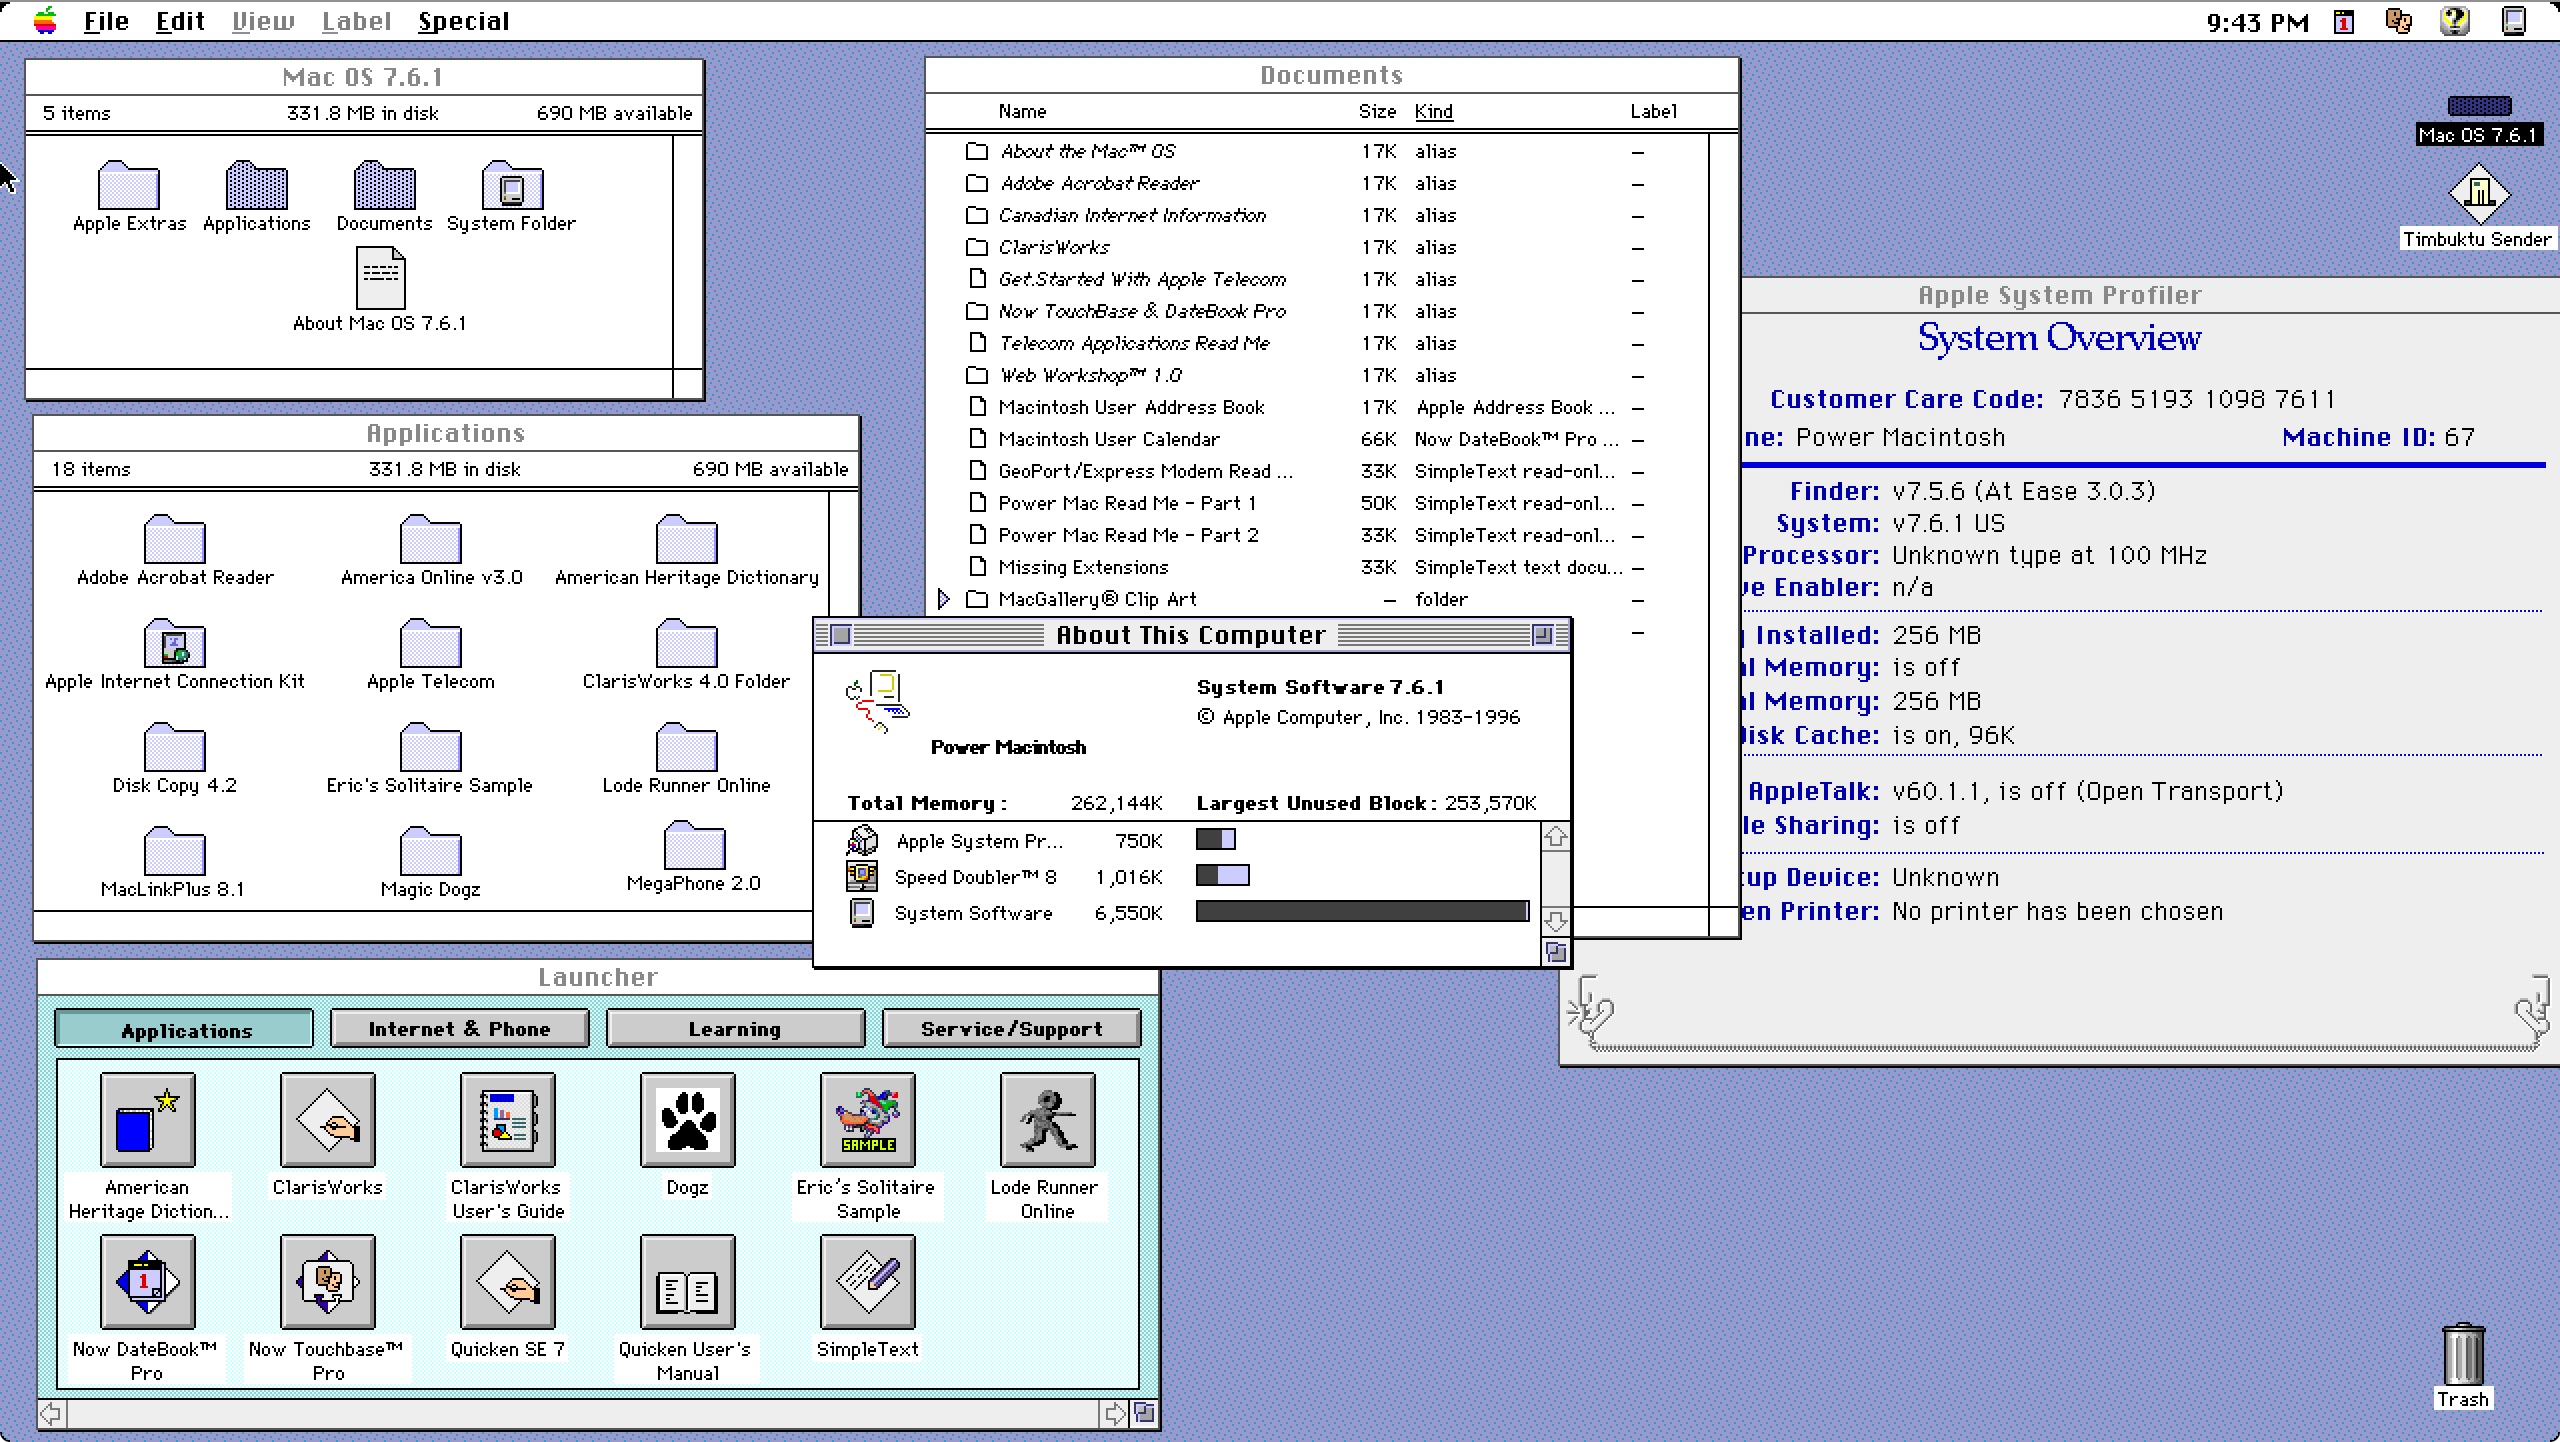 File Edit View Label Special 9:43 PM
Mac OS 7.6.1
5 items 331.8 MB in disk 690 MB available
Apple Extras Applications Documents System Folder
About Mac OS 7.6.1
Applications
18 items 331.8 MB in disk 690 MB available
Adobe Acrobat Reader America Online v3.0 American Heritage Dictionary
Apple Internet Connection Kit Apple Telecom ClarisWorks 4.0 Folder
Disk Copy 4.2 Eric's Solitaire Sample Lode Runner Online
MacLinkPlus 8.1 Magic Dogz MegaPhone 2.0
Documents
Name Size Kind Label
About the Mac™ OS 17K alias –
Adobe Acrobat Reader 17K alias –
Canadian Internet Information 17K alias –
ClarisWorks 17K alias –
Get.Started With Apple Telecom 17K alias –
Now TouchBase & DateBook Pro 17K alias –
Telecom Applications Read Me 17K alias –
Web Workshop™ 1.0 17K alias –
Macintosh User Address Book 17K Apple Address Book ... –
Macintosh User Calendar 66K Now DateBook™ Pro ... –
GeoPort/Express Modem Read ... 33K SimpleText read-onl... –
Power Mac Read Me - Part 1 50K SimpleText read-onl... –
Power Mac Read Me - Part 2 33K SimpleText read-onl... –
Missing Extensions 33K SimpleText text docu... –
MacGallery® Clip Art – folder –
–
Mac OS 7.6.1
Timbuktu Sender
Apple System Profiler
System Overview
Customer Care Code: 7836 5193 1098 7611
ne: Power Macintosh Machine ID: 67
Finder: v7.5.6 (At Ease 3.0.3)
System: v7.6.1 US
Processor: Unknown type at 100 MHz
ve Enabler: n/a
Installed: 256 MB
al Memory: is off
al Memory: 256 MB
Disk Cache: is on, 96K
AppleTalk: v60.1.1, is off (Open Transport)
le Sharing: is off
tup Device: Unknown
en Printer: No printer has been chosen
About This Computer
System Software 7.6.1
© Apple Computer, Inc. 1983-1996
Power Macintosh
Total Memory: 262,144K Largest Unused Block: 253,570K
Apple System Pr... 750K
Speed Doubler™ 8 1,016K
System Software 6,550K
Launcher
Applications Internet & Phone Learning Service/Support
SAMPLE
American ClarisWorks ClarisWorks Dogz Eric's Solitaire Lode Runner
Heritage Diction... User's Guide Sample Online
1
Now DateBook™ Now Touchbase™ Quicken SE 7 Quicken User's SimpleText
Pro Pro Manual
Trash